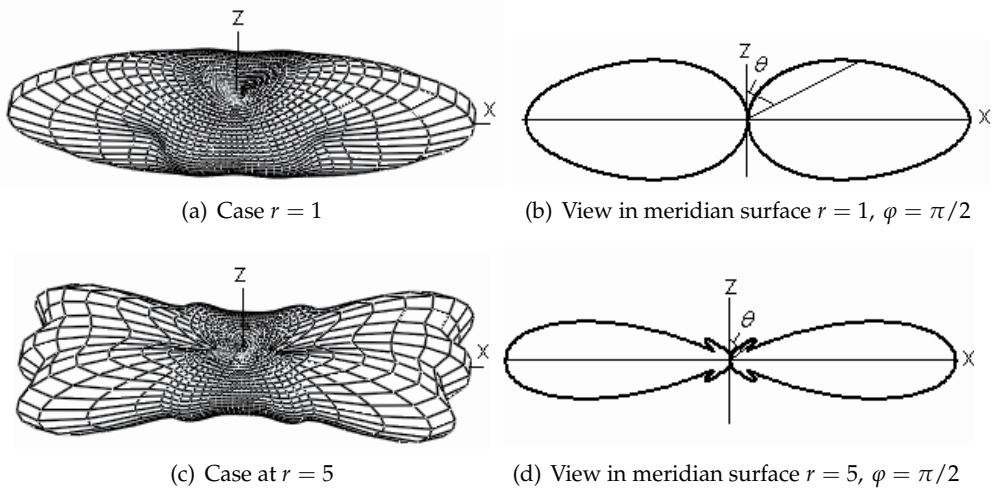 Z
X
(a) Case r = 1
Z
θ
X
(b) View in meridian surface r = 1, φ = π/2
Z
X
(c) Case at r = 5
Z
θ
X
(d) View in meridian surface r = 5, φ = π/2